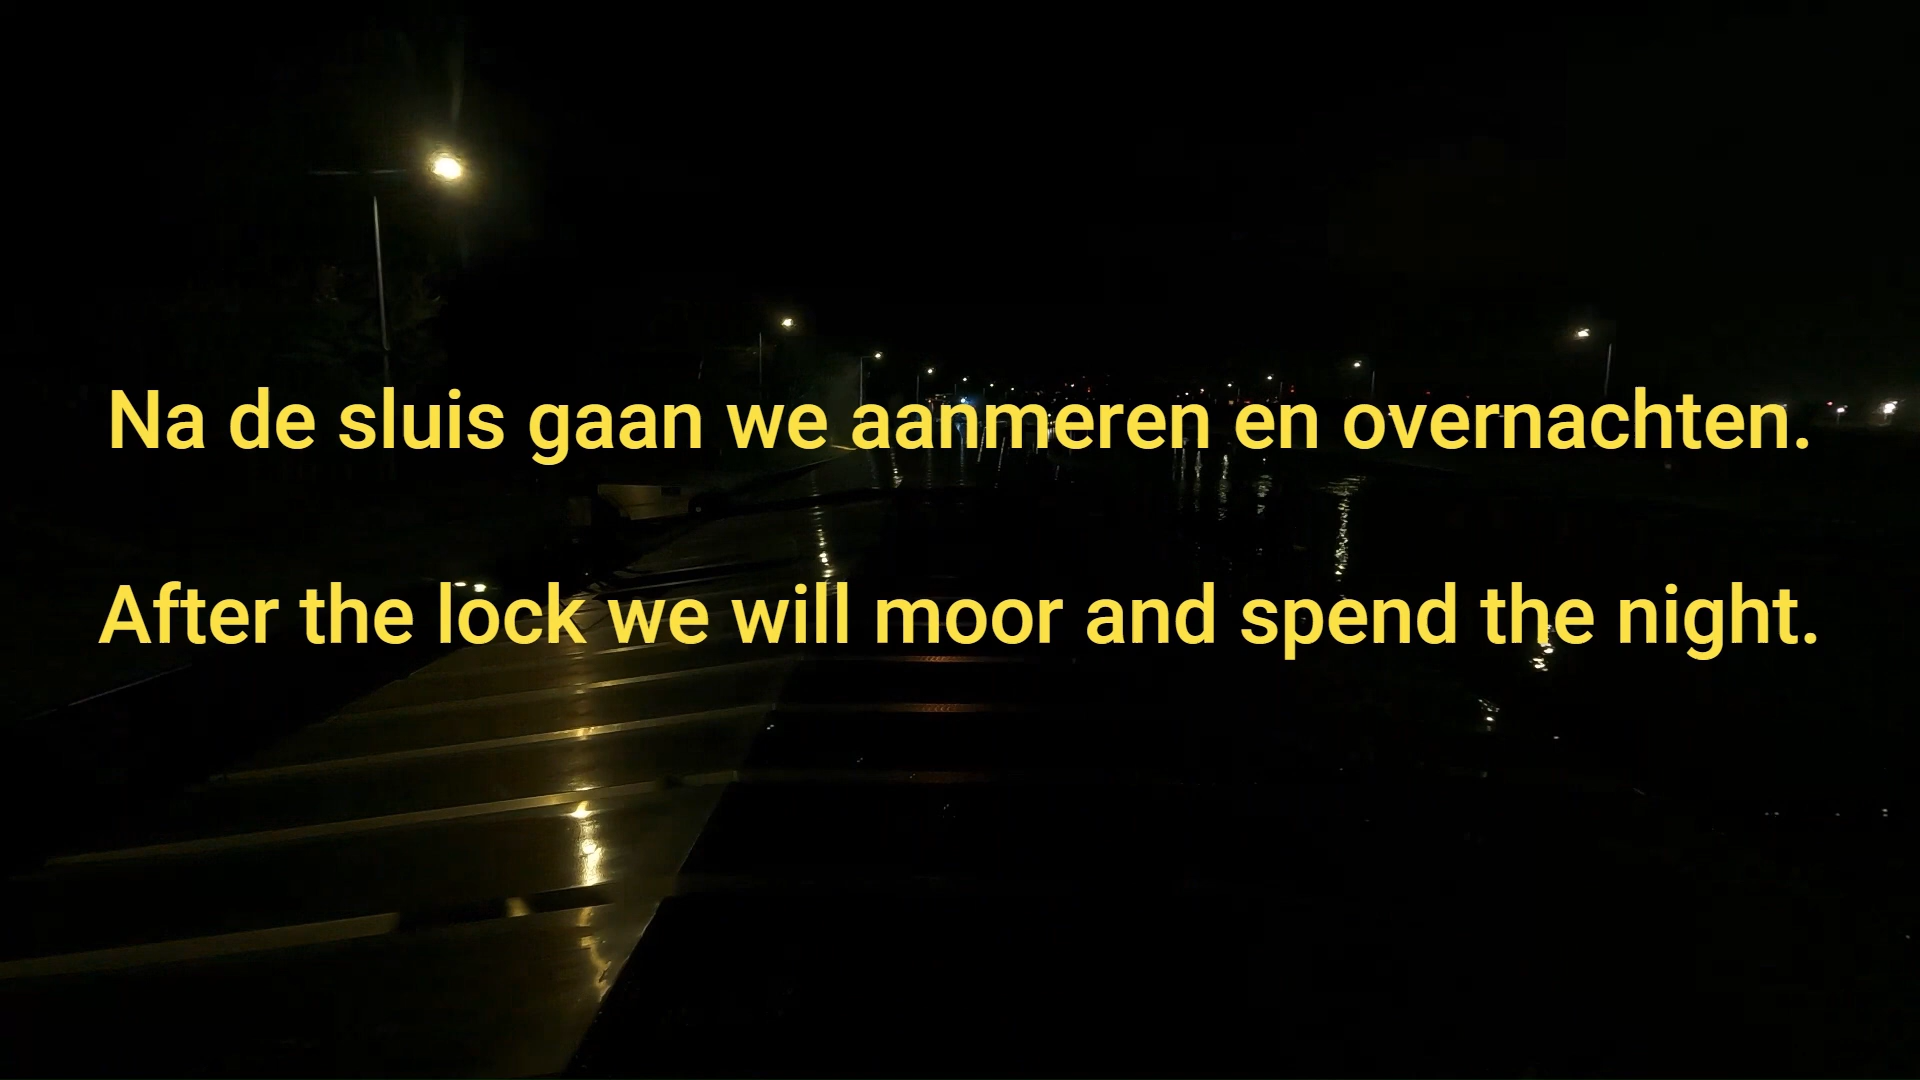 Na de sluis gaan we aanmeren en overnachten.
After the lock we will moor and spend the night.